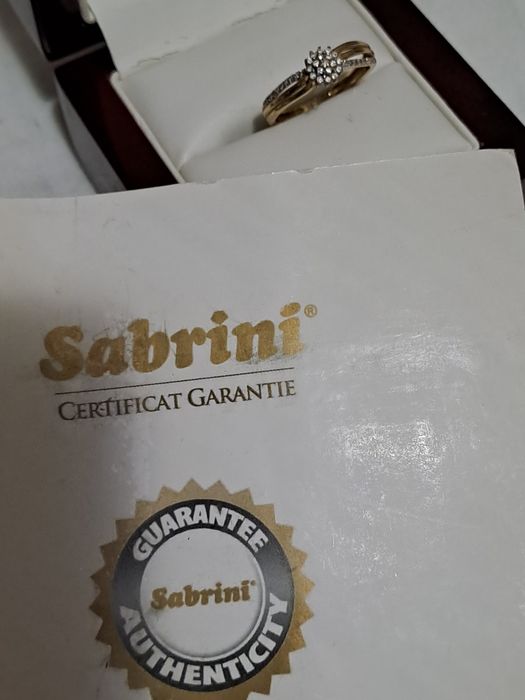 Sabrini®
CERTIFICAT GARANTIE
GUARANTEE
Sabrini®
AUTHENTICITY